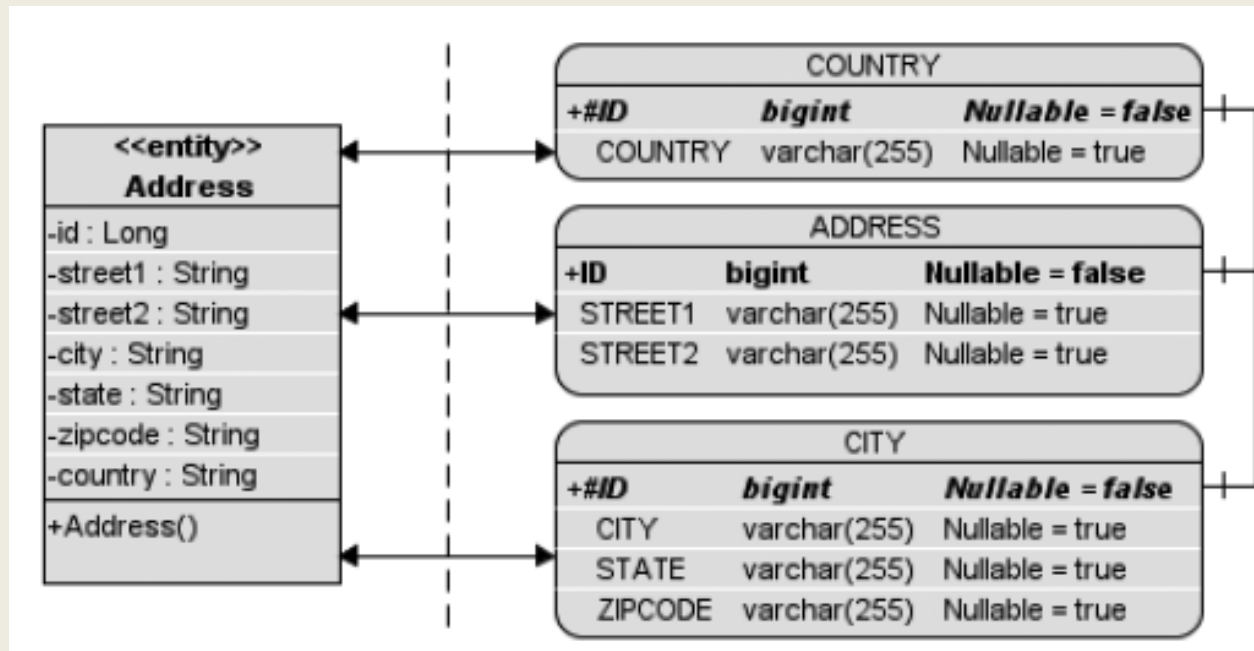 <<entity>>
Address
-id : Long
-street1 : String
-street2 : String
-city : String
-state : String
-zipcode : String
-country : String
+Address()
COUNTRY
+#ID bigint Nullable = false
COUNTRY varchar(255) Nullable = true
ADDRESS
+ID bigint Nullable = false
STREET1 varchar(255) Nullable = true
STREET2 varchar(255) Nullable = true
CITY
+#ID bigint Nullable = false
CITY varchar(255) Nullable = true
STATE varchar(255) Nullable = true
ZIPCODE varchar(255) Nullable = true